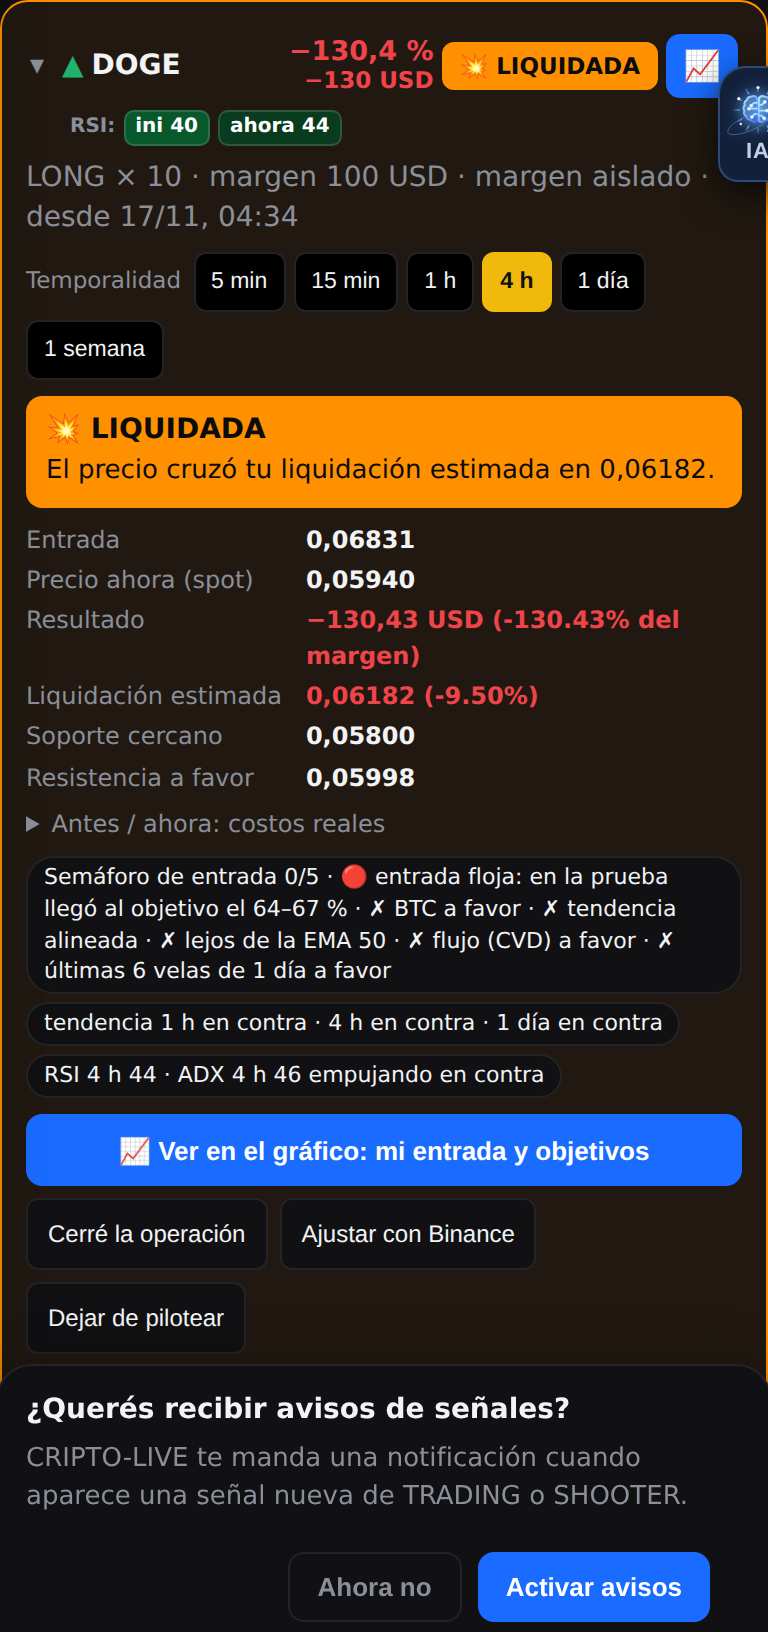 ▼ ▲ DOGE −130,4 % 💥 LIQUIDADA 📈
−130 USD
IA
RSI: ini 40 ahora 44
LONG × 10 · margen 100 USD · margen aislado ·
desde 17/11, 04:34
Temporalidad 5 min 15 min 1 h 4 h 1 día
1 semana
💥 LIQUIDADA
El precio cruzó tu liquidación estimada en 0,06182.
Entrada 0,06831
Precio ahora (spot) 0,05940
Resultado −130,43 USD (-130.43% del
margen)
Liquidación estimada 0,06182 (-9.50%)
Soporte cercano 0,05800
Resistencia a favor 0,05998
▶ Antes / ahora: costos reales
Semáforo de entrada 0/5 · 🔴 entrada floja: en la prueba
llegó al objetivo el 64–67 % · ✗ BTC a favor · ✗ tendencia
alineada · ✗ lejos de la EMA 50 · ✗ flujo (CVD) a favor · ✗
últimas 6 velas de 1 día a favor
tendencia 1 h en contra · 4 h en contra · 1 día en contra
RSI 4 h 44 · ADX 4 h 46 empujando en contra
📈 Ver en el gráfico: mi entrada y objetivos
Cerré la operación Ajustar con Binance
Dejar de pilotear
¿Querés recibir avisos de señales?
CRIPTO-LIVE te manda una notificación cuando
aparece una señal nueva de TRADING o SHOOTER.
Ahora no Activar avisos